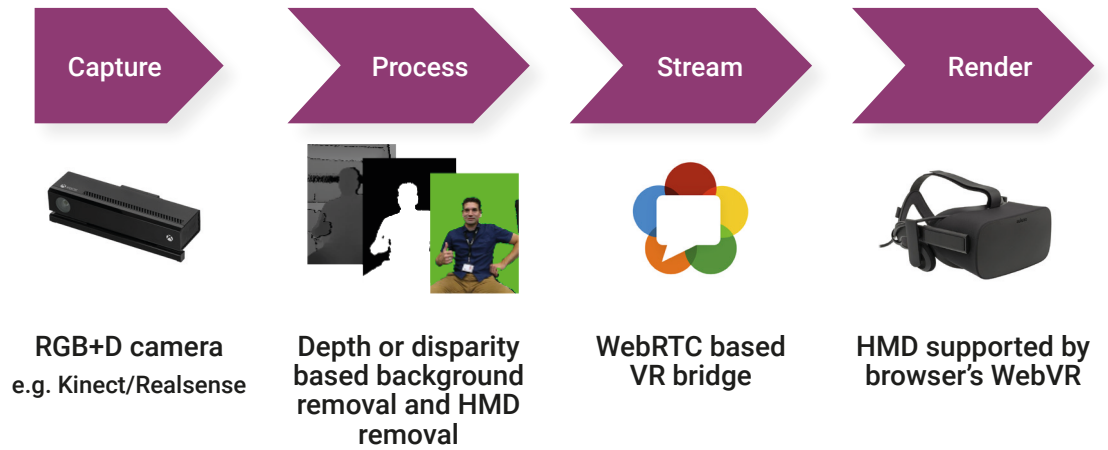 Capture
Process
Stream
Render
RGB+D camera
e.g. Kinect/Realsense
Depth or disparity
based background
removal and HMD
removal
WebRTC based
VR bridge
HMD supported by
browser's WebVR